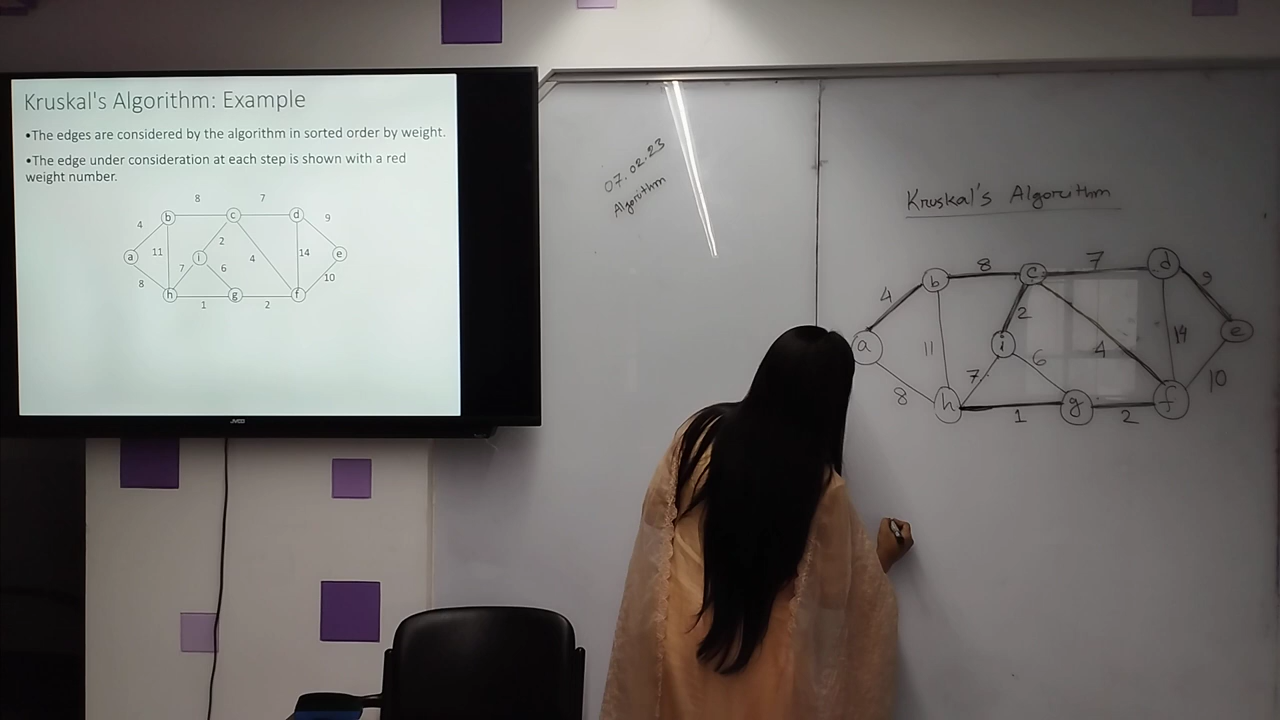 Kruskal's Algorithm: Example
•The edges are considered by the algorithm in sorted order by weight.
•The edge under consideration at each step is shown with a red
weight number.
8 7
b c d
4 9
11 2 4 14
a i e
8 7 6 10
h g f
1 2
JVCO
07.02.23
Algorithm
Kruskal's Algorithm
8 7
b c d
4 9
2
11 4 14 e
a i 6
8 7 10
h g f
1 2